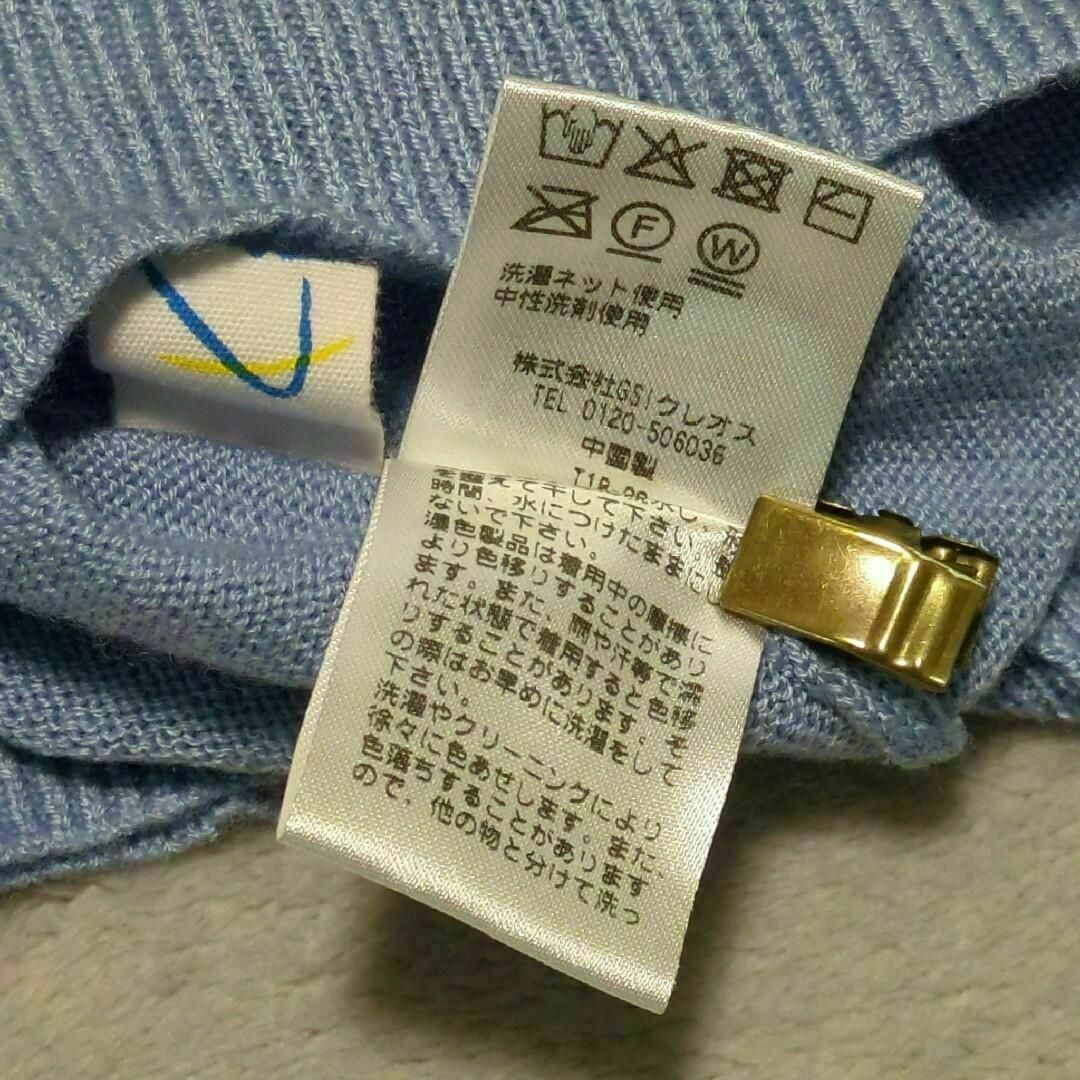 F
W
洗濯ネット使用
中性洗剤使用
株式会社GSIクレオス
TEL 0120-506036
中国製
えて干して下さい。
時間、水につけたままに
ないで下さい。
濃色製品は着用中の摩擦に
より色移りすることがあり
ます。また、雨や汗等で濡
れた状態で着用すると色移
りすることがあります。そ
の際はお早めに洗濯をして
下さい。
洗濯やクリーニングにより
徐々に色あせします。また、
色落ちすることがあります
ので、他の物と分けて洗っ